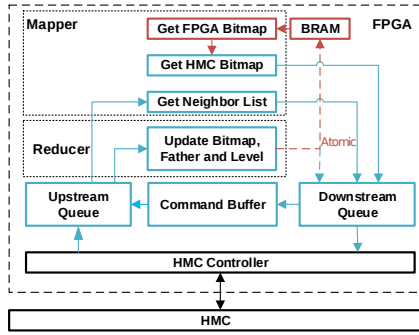 Mapper
Get FPGA Bitmap
BRAM
FPGA
Get HMC Bitmap
Get Neighbor List
Reducer
Update Bitmap,
Father and Level
Atomic
Upstream
Queue
Command Buffer
Downstream
Queue
HMC Controller
HMC